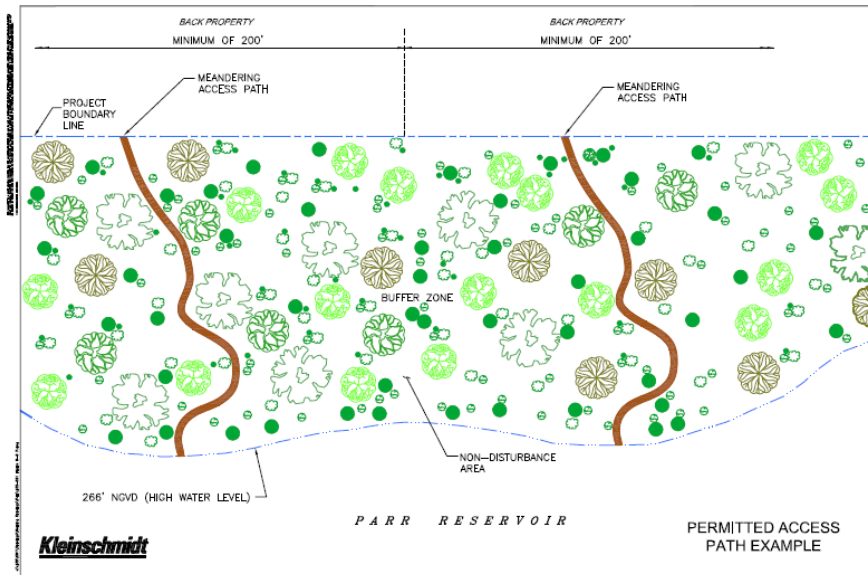 BACK PROPERTY
MINIMUM OF 200'
BACK PROPERTY
MINIMUM OF 200'
MEANDERING
ACCESS PATH
MEANDERING
ACCESS PATH
PROJECT
BOUNDARY
LINE
BUFFER ZONE
NON-DISTURBANCE
AREA
266' NGVD (HIGH WATER LEVEL)
PARR RESERVOIR
Kleinschmidt
PERMITTED ACCESS
PATH EXAMPLE